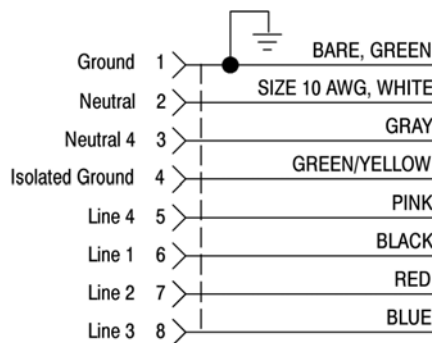 Ground 1 BARE, GREEN
Neutral 2 SIZE 10 AWG, WHITE
Neutral 4 3 GRAY
Isolated Ground 4 GREEN/YELLOW
Line 4 5 PINK
Line 1 6 BLACK
Line 2 7 RED
Line 3 8 BLUE